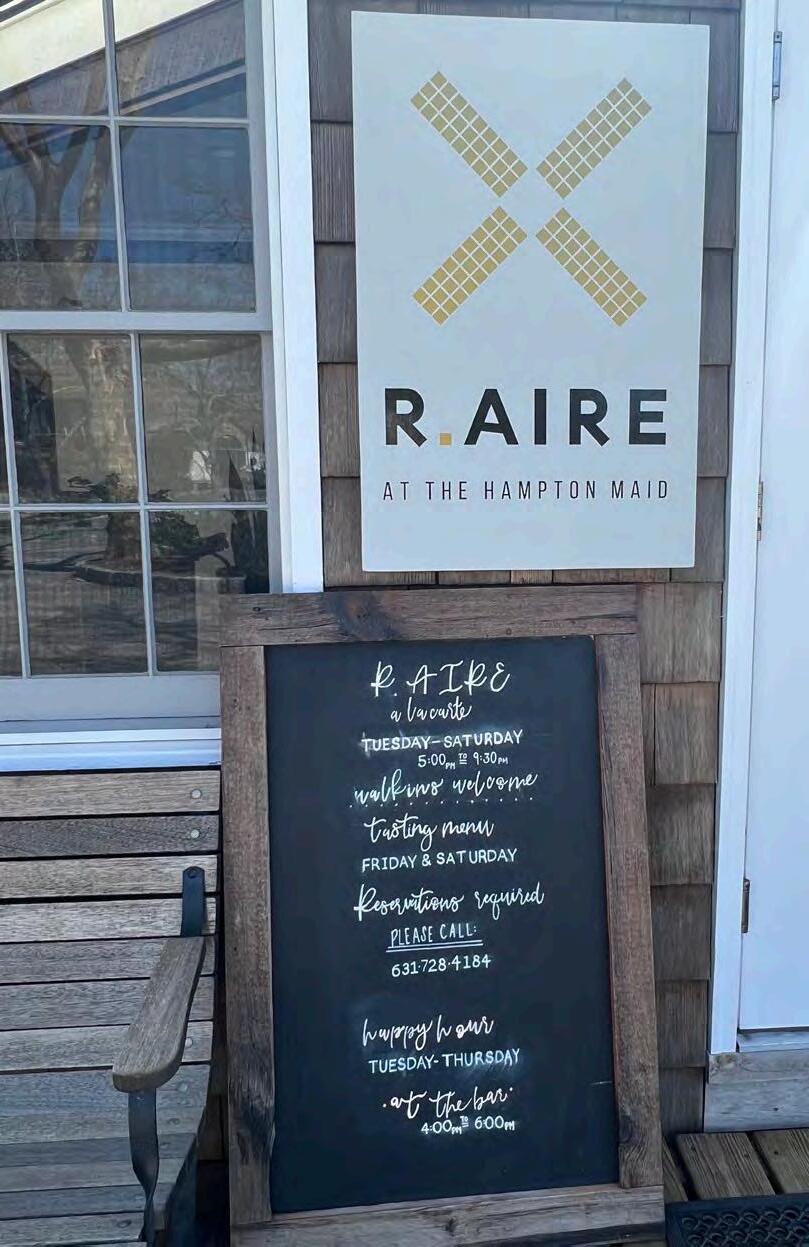 R.AIRE
AT THE HAMPTON MAID
R.AIRE
a la carte
TUESDAY-SATURDAY
5:00PM TO 9:30PM
walkins welcome
tasting menu
FRIDAY & SATURDAY
Reservations required
PLEASE CALL:
631·728·4184
happy hour
TUESDAY-THURSDAY
·at the bar·
4:00PM TO 6:00PM